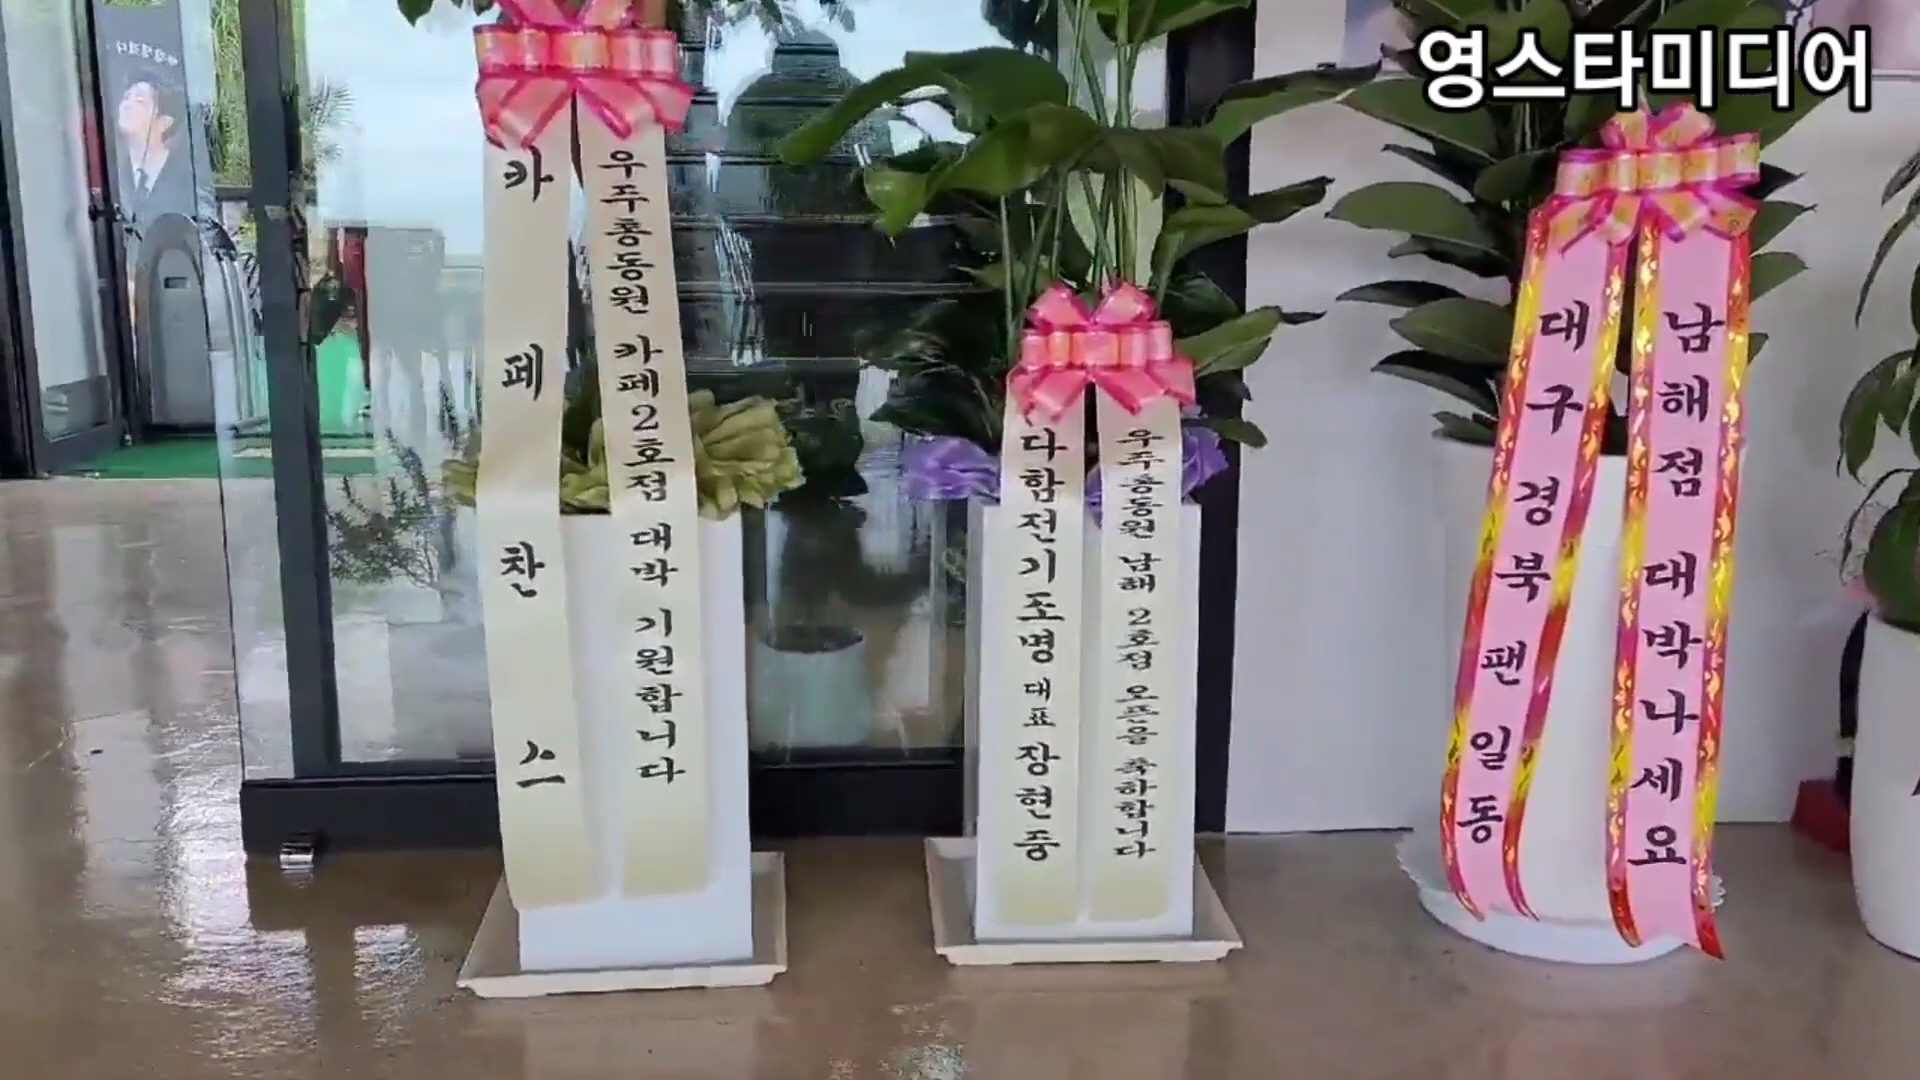 영스타미디어
카페찬스
우주총동원 카페2호점 대박 기원합니다
다함전기조명 대표 장현중
우주총동원 남해 2호점 오픈을 축하합니다
대구경북팬일동
남해점 대박나세요